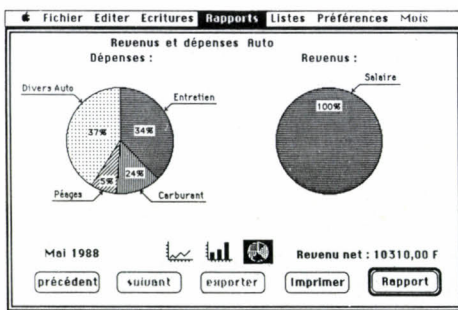 Fichier Editer Ecritures Rapports Listes Préférences Mois
Revenus et dépenses Auto
Dépenses : Revenus :
Divers Auto Entretien Salaire
37% 34% 100%
5% 24%
Péages Carburant
Mai 1988 Revenu net : 10310,00 F
précédent suivant exporter Imprimer Rapport